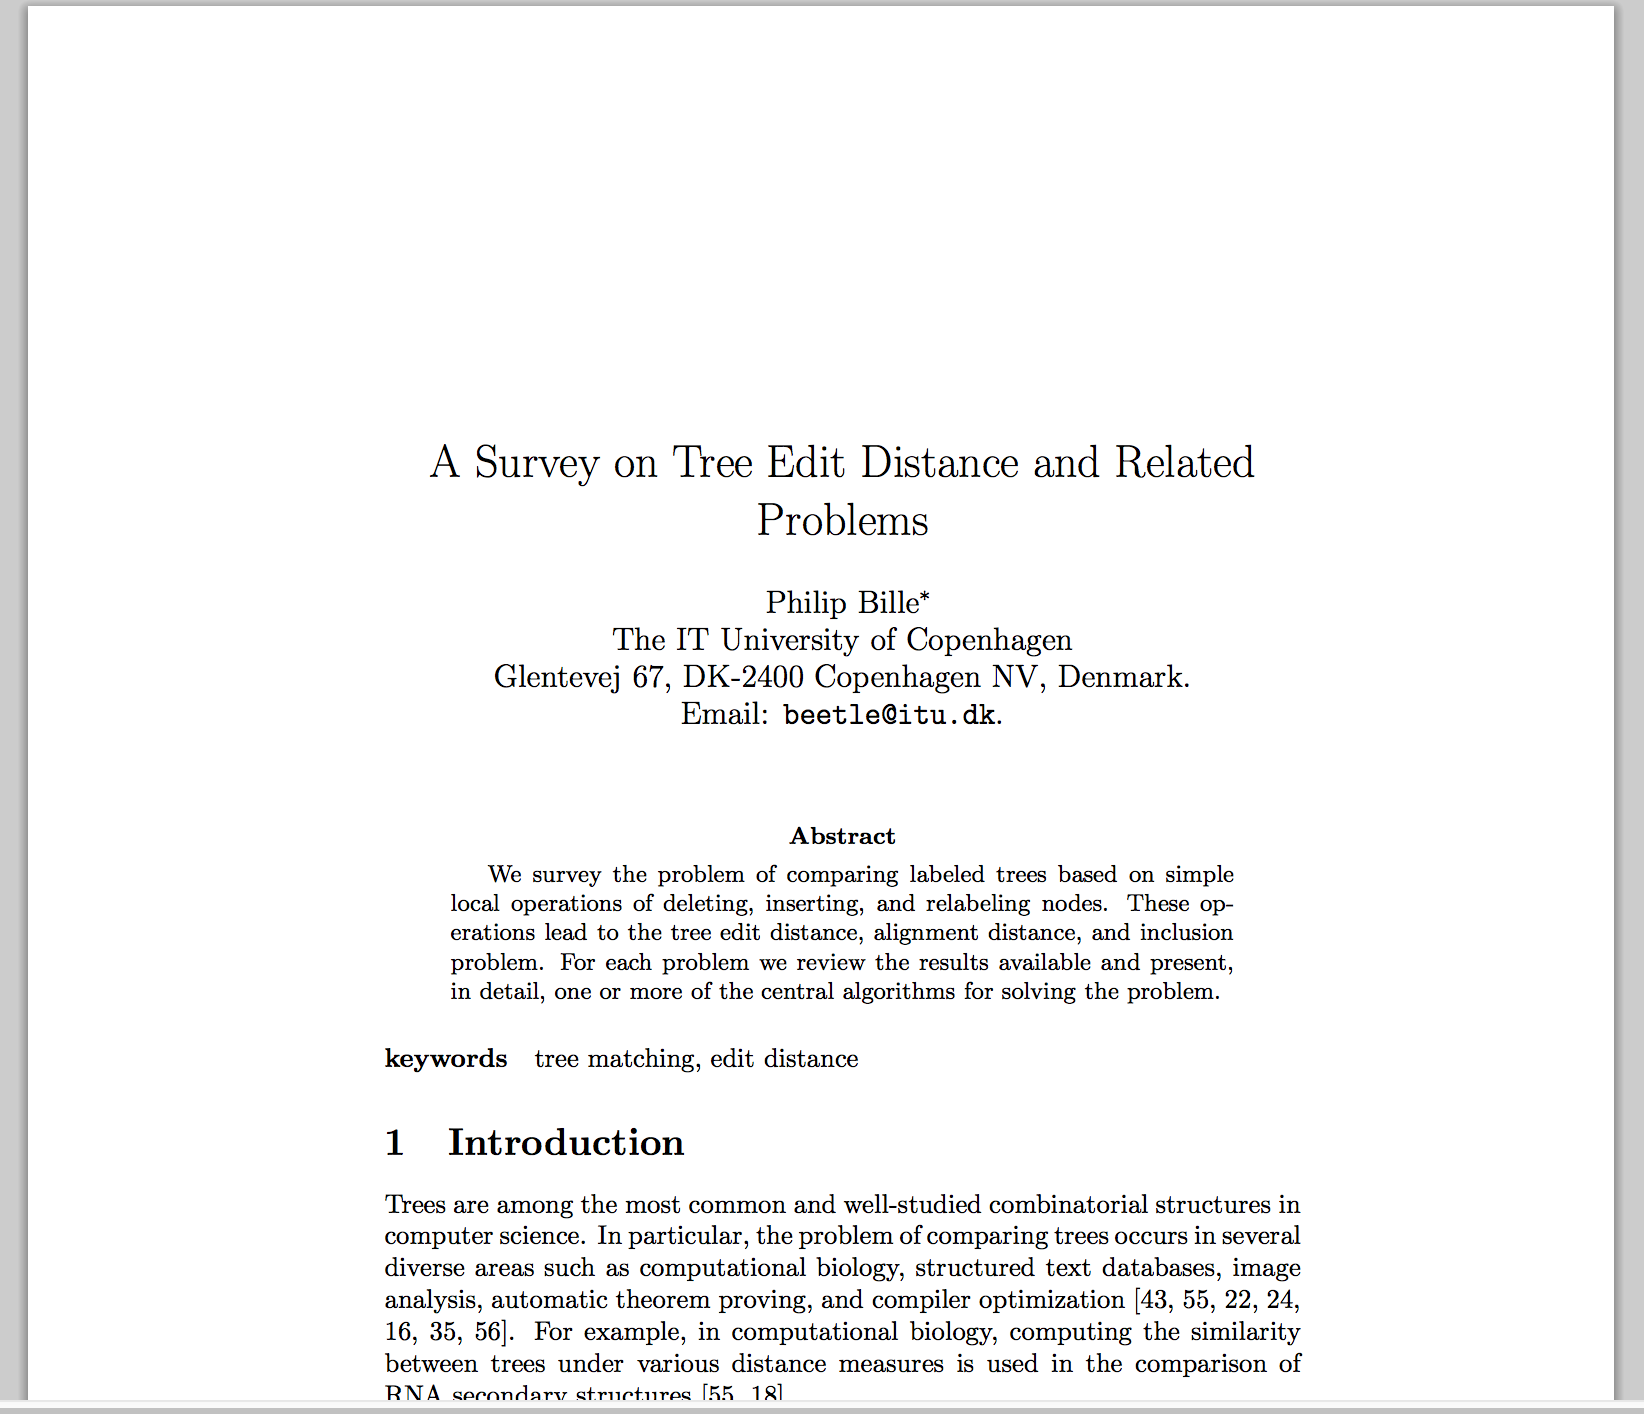 A Survey on Tree Edit Distance and Related
Problems
Philip Bille*
The IT University of Copenhagen
Glentevej 67, DK-2400 Copenhagen NV, Denmark.
Email: beetle@itu.dk.
Abstract
We survey the problem of comparing labeled trees based on simple
local operations of deleting, inserting, and relabeling nodes. These op-
erations lead to the tree edit distance, alignment distance, and inclusion
problem. For each problem we review the results available and present,
in detail, one or more of the central algorithms for solving the problem.
keywords tree matching, edit distance
1 Introduction
Trees are among the most common and well-studied combinatorial structures in
computer science. In particular, the problem of comparing trees occurs in several
diverse areas such as computational biology, structured text databases, image
analysis, automatic theorem proving, and compiler optimization [43, 55, 22, 24,
16, 35, 56]. For example, in computational biology, computing the similarity
between trees under various distance measures is used in the comparison of
RNA secondary structures [55, 18]